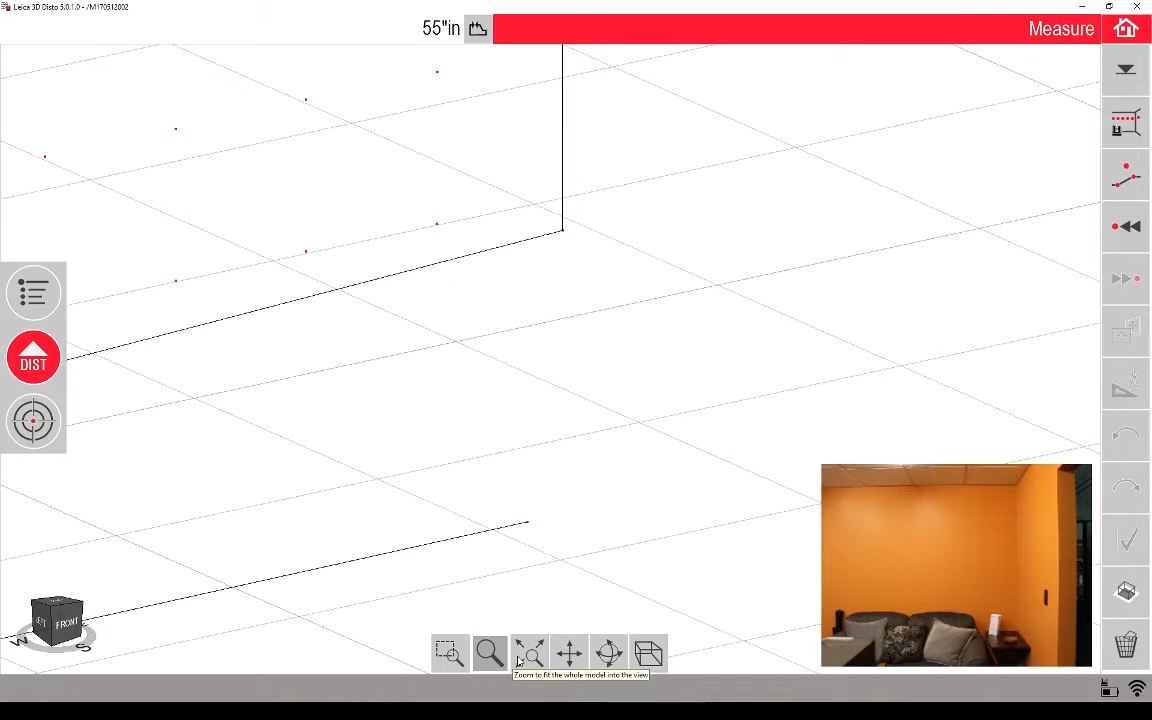 Leica 3D Disto 5.0.1.0 - /M170512002
55"in
Measure
DIST
LEFT
FRONT
W
S
Zoom to fit the whole model into the view